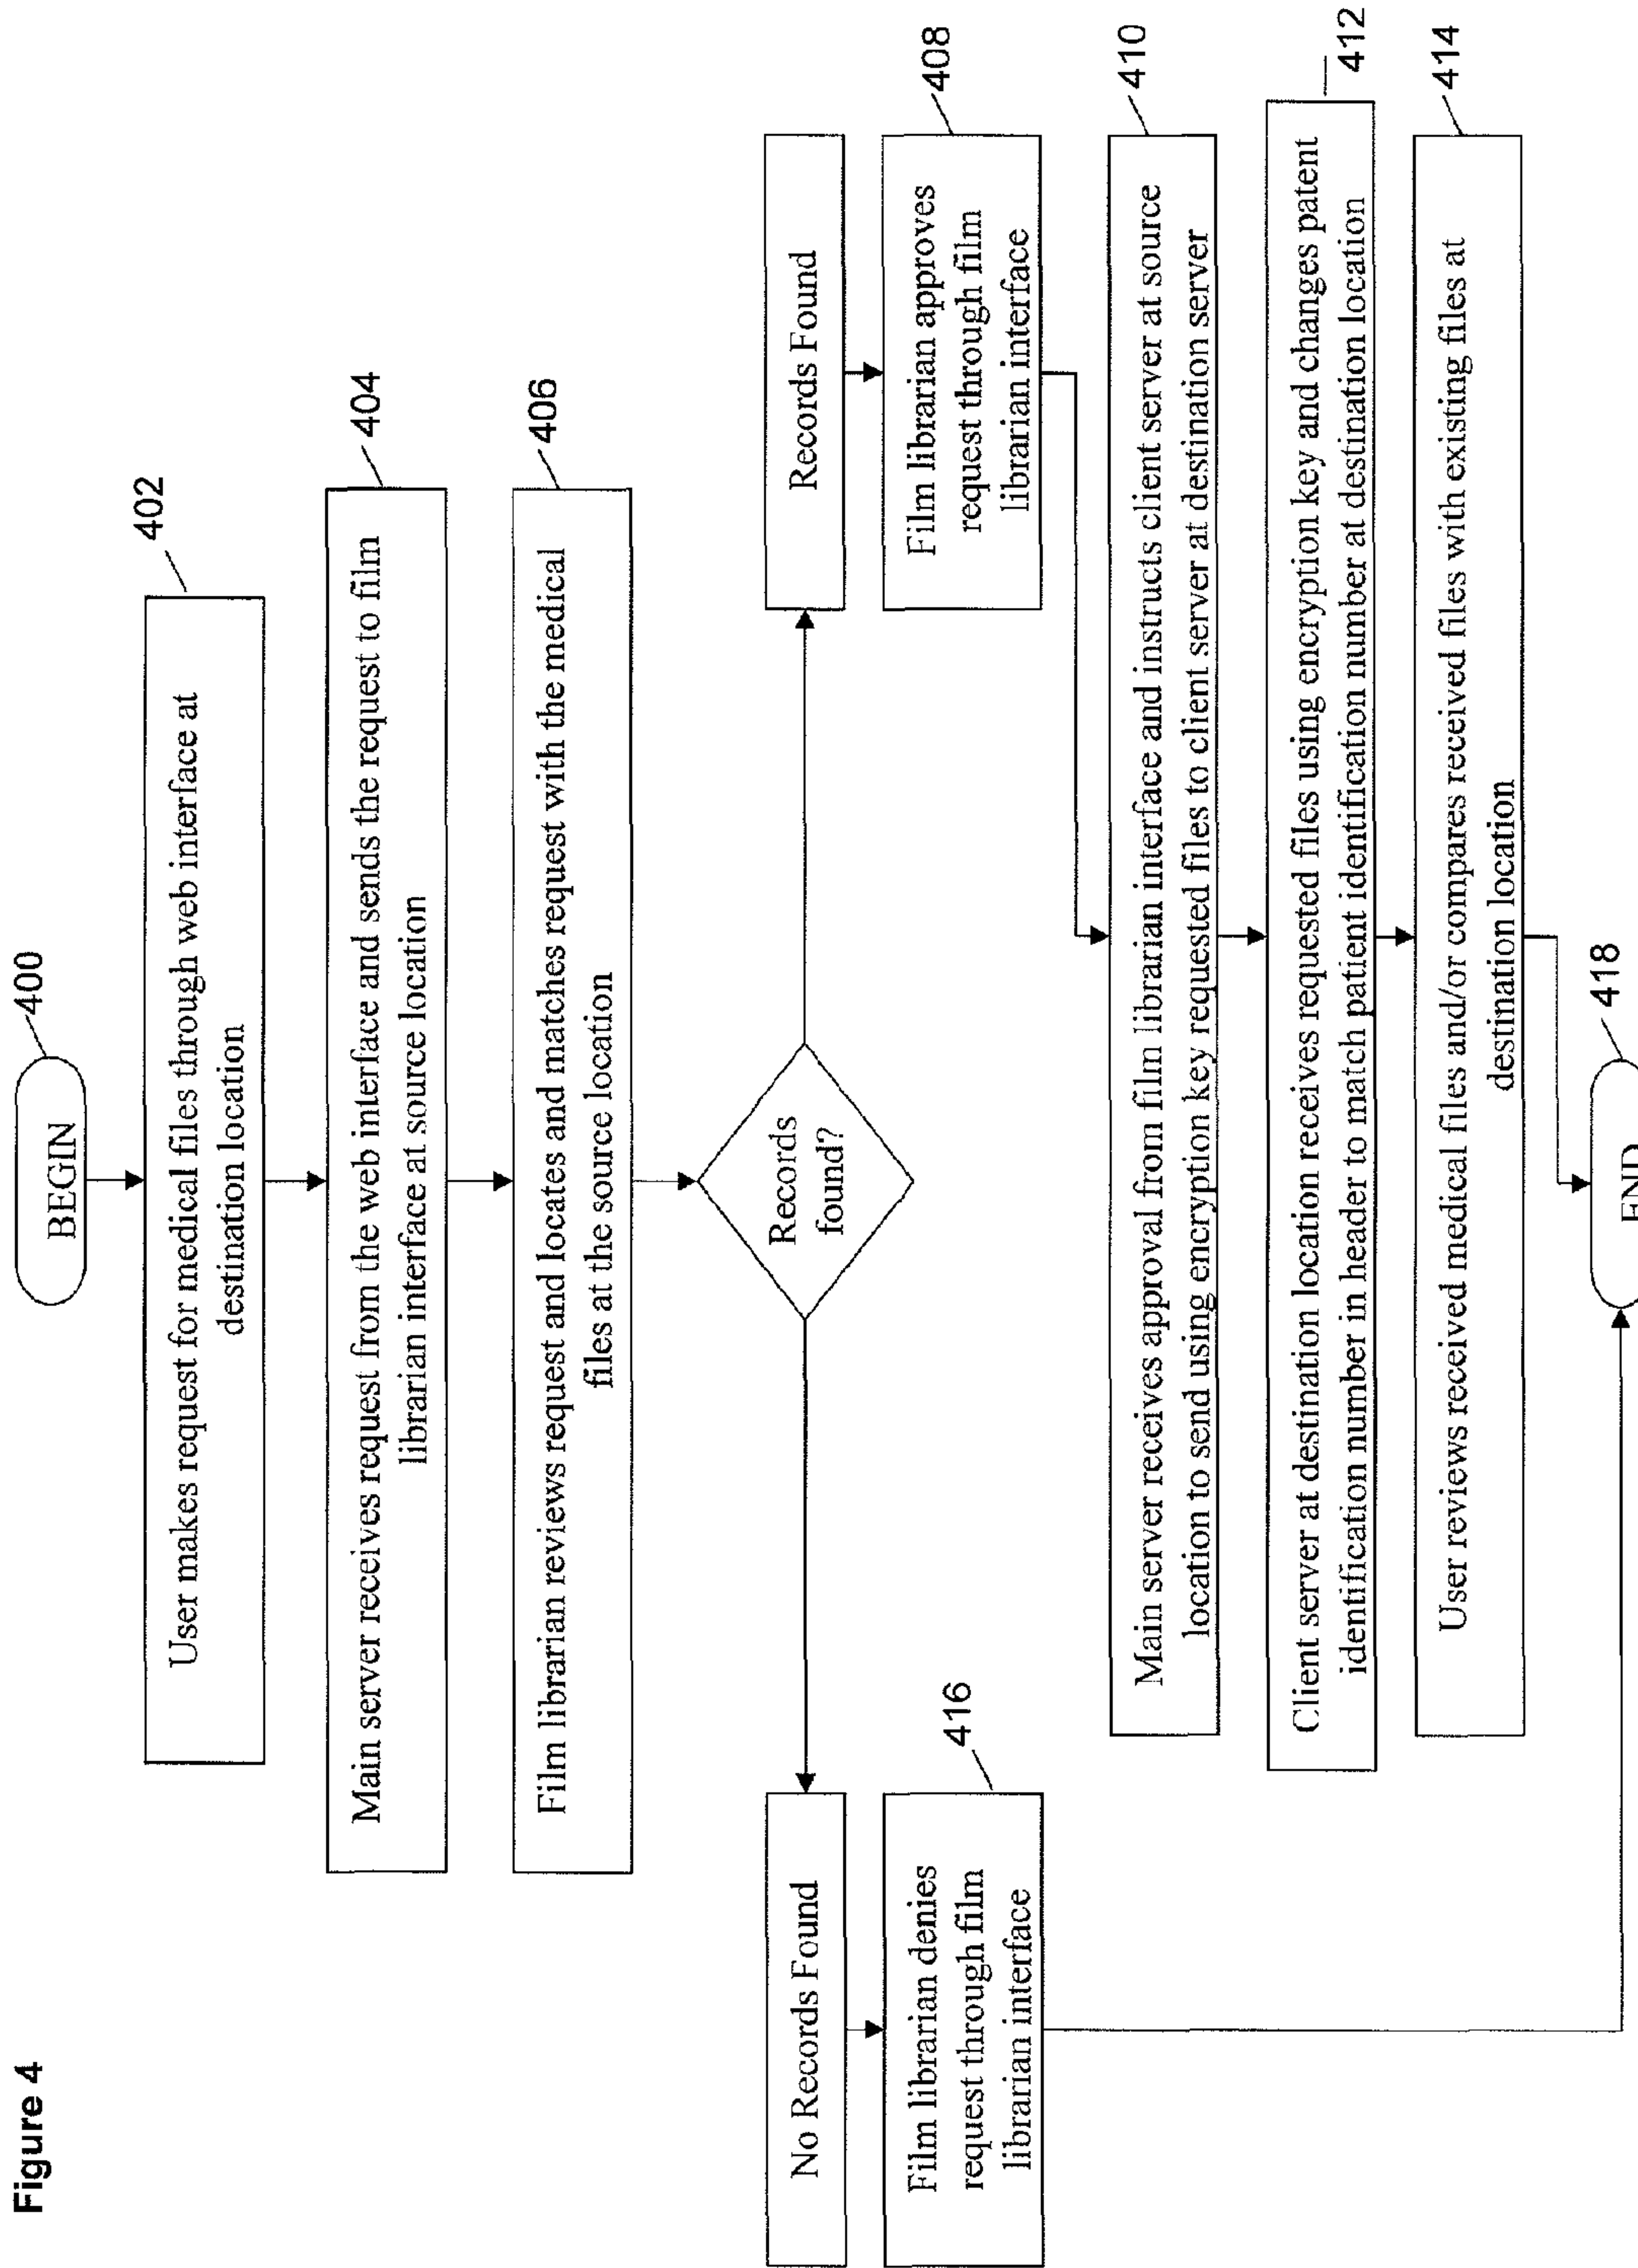 Figure 4
BEGIN
400
User makes request for medical files through web interface at
destination location
402
Main server receives request from the web interface and sends the request to film
librarian interface at source location
404
Film librarian reviews request and locates and matches request with the medical
files at the source location
406
Records
found?
No Records Found
Records Found
Film librarian denies
request through film
librarian interface
416
Film librarian approves
request through film
librarian interface
408
Main server receives approval from film librarian interface and instructs client server at source
location to send using encryption key requested files to client server at destination server
410
Client server at destination location receives requested files using encryption key and changes patent
identification number in header to match patient identification number at destination location
412
User reviews received medical files and/or compares received files with existing files at
destination location
414
END
418